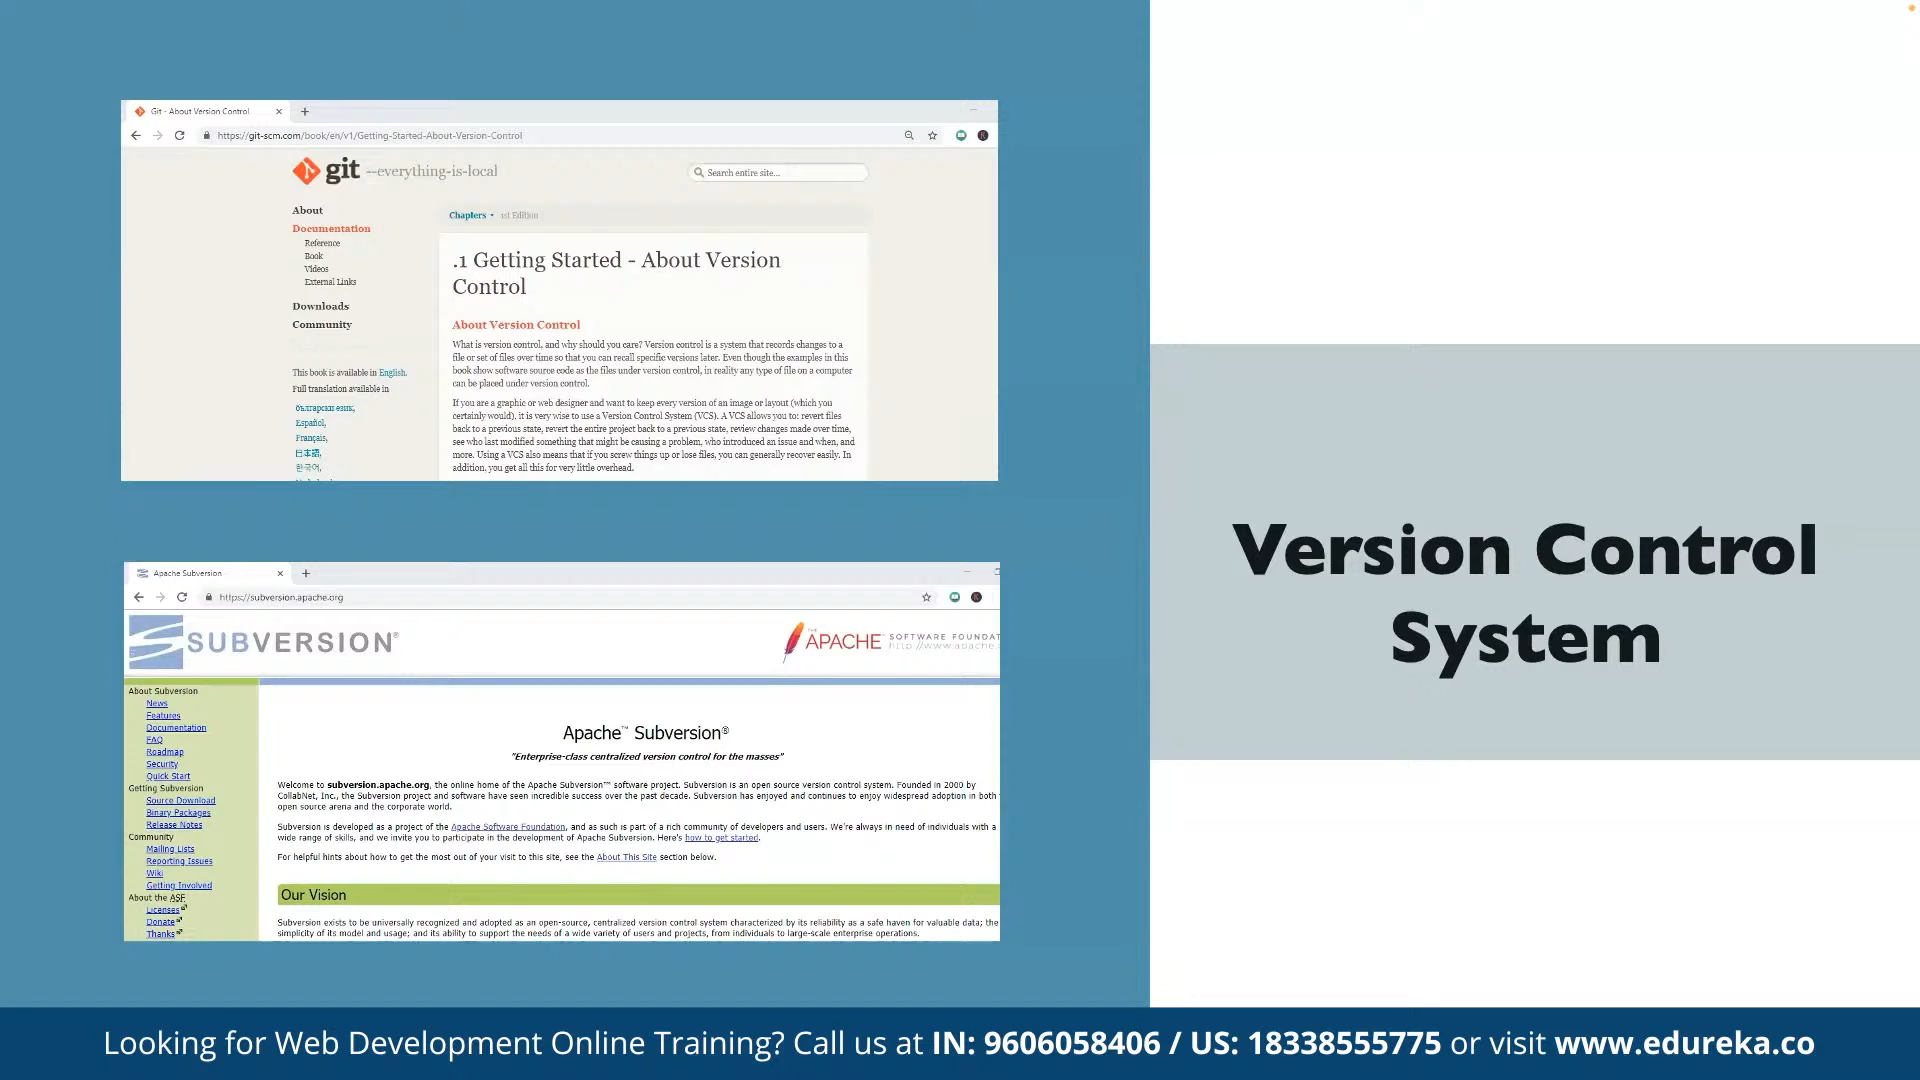 Git - About Version Control
https://git-scm.com/book/en/v1/Getting-Started-About-Version-Control
git --everything-is-local
Search entire site...
About
Documentation
Reference
Book
Videos
External Links
Downloads
Community
This book is available in English.
Full translation available in
български език,
Español,
Français,
日本語,
한국어,
Chapters 1st Edition
.1 Getting Started - About Version
Control
About Version Control
What is version control, and why should you care? Version control is a system that records changes to a
file or set of files over time so that you can recall specific versions later. Even though the examples in this
book show software source code as the files under version control, in reality any type of file on a computer
can be placed under version control.
If you are a graphic or web designer and want to keep every version of an image or layout (which you
certainly would), it is very wise to use a Version Control System (VCS). A VCS allows you to: revert files
back to a previous state, revert the entire project back to a previous state, review changes made over time,
see who last modified something that might be causing a problem, who introduced an issue and when, and
more. Using a VCS also means that if you screw things up or lose files, you can generally recover easily. In
addition, you get all this for very little overhead.
Apache Subversion
https://subversion.apache.org
SUBVERSION®
THE
APACHE™ SOFTWARE FOUNDAT
http://www.apache.
About Subversion
News
Features
Documentation
FAQ
Roadmap
Security
Quick Start
Getting Subversion
Source Download
Binary Packages
Release Notes
Community
Mailing Lists
Reporting Issues
Wiki
Getting Involved
About the ASF
Licenses
Donate
Thanks
Apache™ Subversion®
"Enterprise-class centralized version control for the masses"
Welcome to subversion.apache.org, the online home of the Apache Subversion™ software project. Subversion is an open source version control system. Founded in 2000 by
CollabNet, Inc., the Subversion project and software have seen incredible success over the past decade. Subversion has enjoyed and continues to enjoy widespread adoption in both
open source arena and the corporate world.
Subversion is developed as a project of the Apache Software Foundation, and as such is part of a rich community of developers and users. We're always in need of individuals with a
wide range of skills, and we invite you to participate in the development of Apache Subversion. Here's how to get started.
For helpful hints about how to get the most out of your visit to this site, see the About This Site section below.
Our Vision
Subversion exists to be universally recognized and adopted as an open-source, centralized version control system characterized by its reliability as a safe haven for valuable data; the
simplicity of its model and usage; and its ability to support the needs of a wide variety of users and projects, from individuals to large-scale enterprise operations.
Version Control
System
Looking for Web Development Online Training? Call us at IN: 9606058406 / US: 18338555775 or visit www.edureka.co